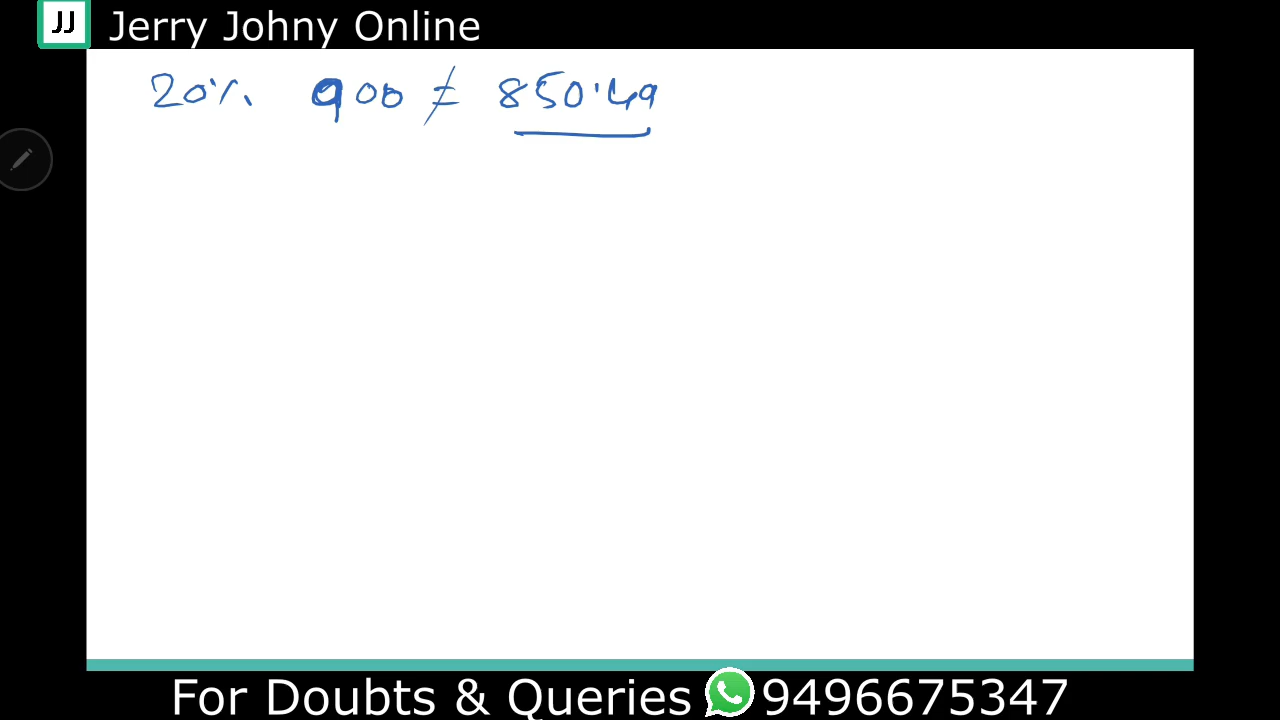 JJ Jerry Johny Online
20% 900 ≠ 850.49
For Doubts & Queries 9496675347